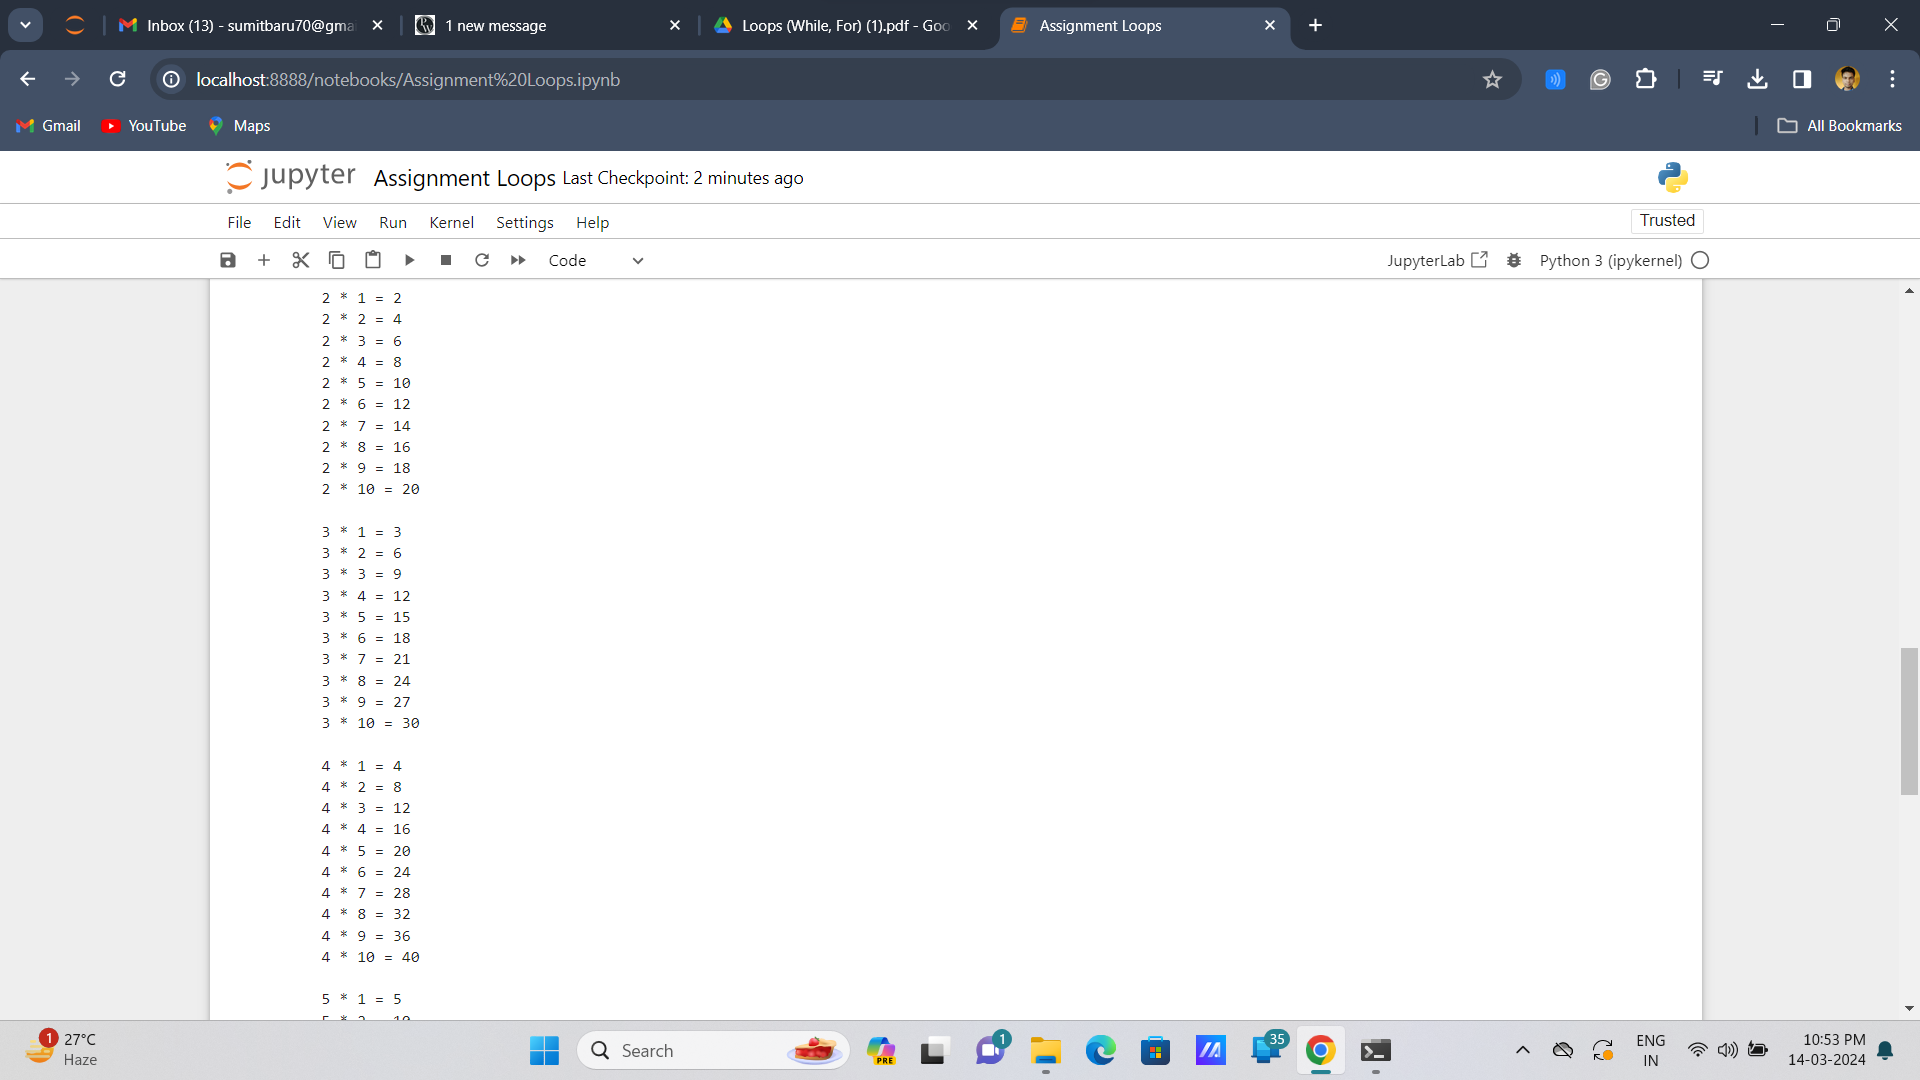 Inbox (13) - sumitbaru70@gma
1 new message
Loops (While, For) (1).pdf - Goo
Assignment Loops
localhost:8888/notebooks/Assignment%20Loops.ipynb
Gmail
YouTube
Maps
All Bookmarks
jupyter Assignment Loops Last Checkpoint: 2 minutes ago
File Edit View Run Kernel Settings Help
Trusted
Code
JupyterLab
Python 3 (ipykernel)
2 * 1 = 2
2 * 2 = 4
2 * 3 = 6
2 * 4 = 8
2 * 5 = 10
2 * 6 = 12
2 * 7 = 14
2 * 8 = 16
2 * 9 = 18
2 * 10 = 20
3 * 1 = 3
3 * 2 = 6
3 * 3 = 9
3 * 4 = 12
3 * 5 = 15
3 * 6 = 18
3 * 7 = 21
3 * 8 = 24
3 * 9 = 27
3 * 10 = 30
4 * 1 = 4
4 * 2 = 8
4 * 3 = 12
4 * 4 = 16
4 * 5 = 20
4 * 6 = 24
4 * 7 = 28
4 * 8 = 32
4 * 9 = 36
4 * 10 = 40
5 * 1 = 5
1
27°C
Haze
Search
PRE
1
35
ENG
IN
10:53 PM
14-03-2024